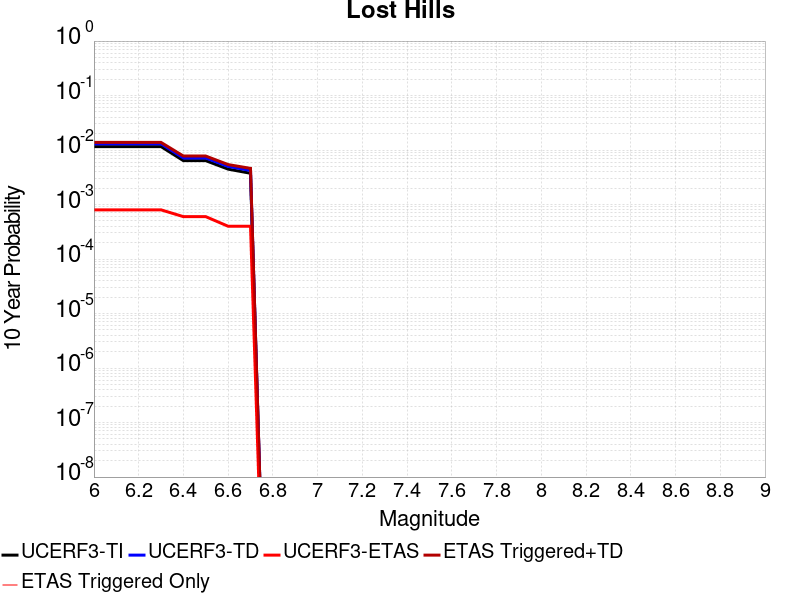 Lost Hills
10 0
10 -1
10 -2
10 -3
10 -4
10 -5
10 -6
10 -7
10 -8
10 Year Probability
6 6.2 6.4 6.6 6.8 7 7.2 7.4 7.6 7.8 8 8.2 8.4 8.6 8.8 9
Magnitude
UCERF3-TI UCERF3-TD UCERF3-ETAS ETAS Triggered+TD
ETAS Triggered Only